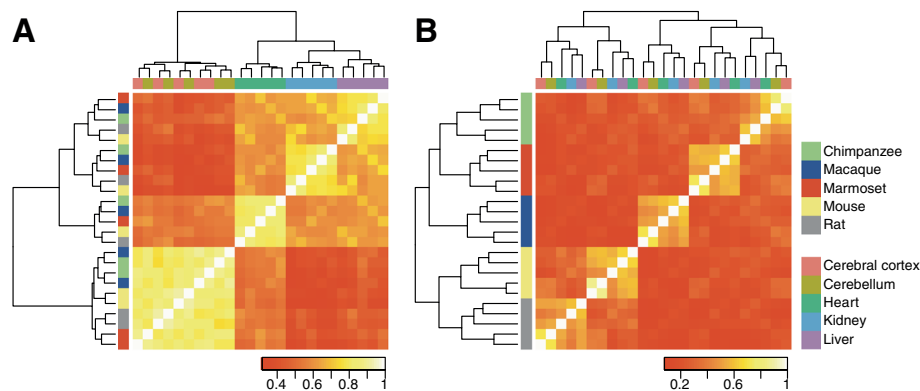 A
B
Chimpanzee
Macaque
Marmoset
Mouse
Rat
Cerebral cortex
Cerebellum
Heart
Kidney
Liver
0.4 0.6 0.8 1
0.2 0.6 1